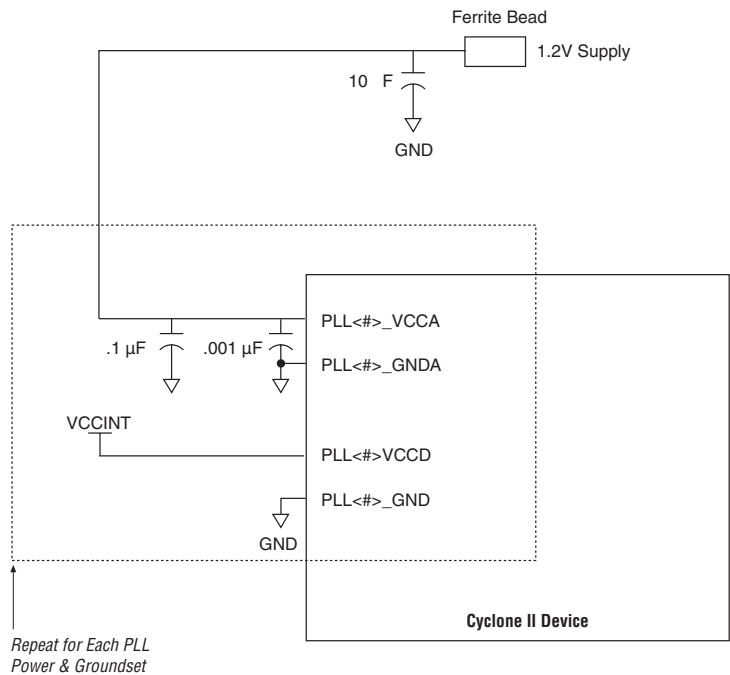 Ferrite Bead
1.2V Supply
10 F
GND
PLL<#>_VCCA
.1 µF
.001 µF
PLL<#>_GNDA
VCCINT
PLL<#>VCCD
PLL<#>_GND
GND
Cyclone II Device
Repeat for Each PLL
Power & Groundset